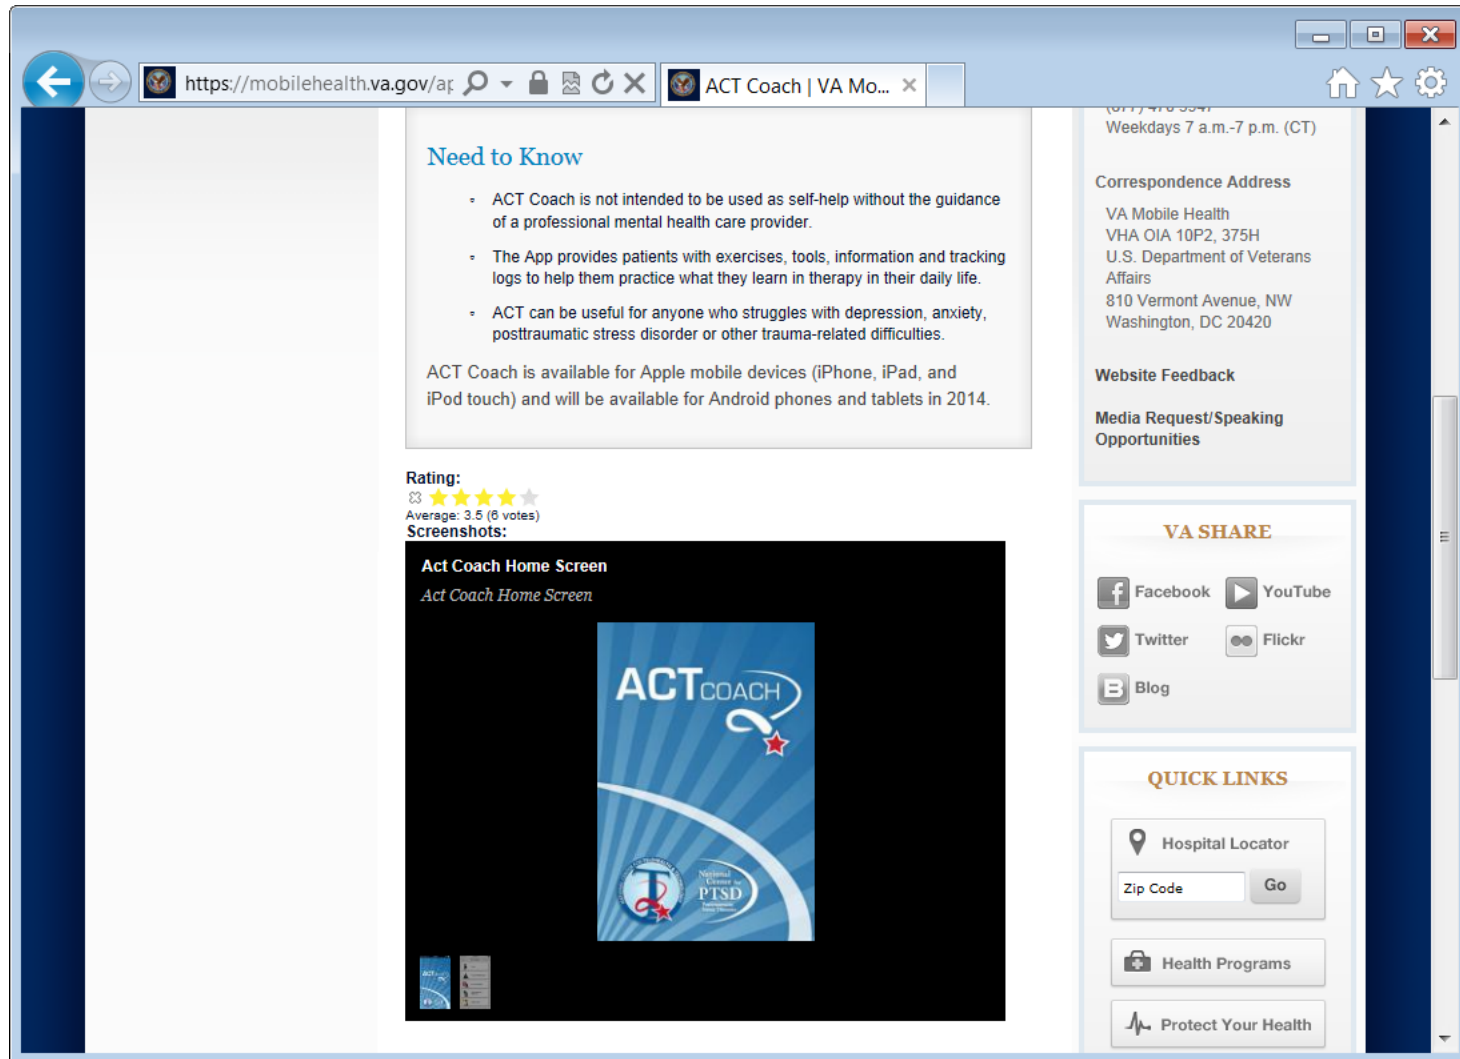 https://mobilehealth.va.gov/ap
ACT Coach | VA Mo...
Need to Know
ACT Coach is not intended to be used as self-help without the guidance
of a professional mental health care provider.
The App provides patients with exercises, tools, information and tracking
logs to help them practice what they learn in therapy in their daily life.
ACT can be useful for anyone who struggles with depression, anxiety,
posttraumatic stress disorder or other trauma-related difficulties.
ACT Coach is available for Apple mobile devices (iPhone, iPad, and
iPod touch) and will be available for Android phones and tablets in 2014.
Rating:
Average: 3.5 (6 votes)
Screenshots:
Act Coach Home Screen
Act Coach Home Screen
ACT COACH
National
Center for
PTSD
Weekdays 7 a.m.-7 p.m. (CT)
Correspondence Address
VA Mobile Health
VHA OIA 10P2, 375H
U.S. Department of Veterans
Affairs
810 Vermont Avenue, NW
Washington, DC 20420
Website Feedback
Media Request/Speaking
Opportunities
VA SHARE
Facebook
YouTube
Twitter
Flickr
Blog
QUICK LINKS
Hospital Locator
Zip Code
Go
Health Programs
Protect Your Health